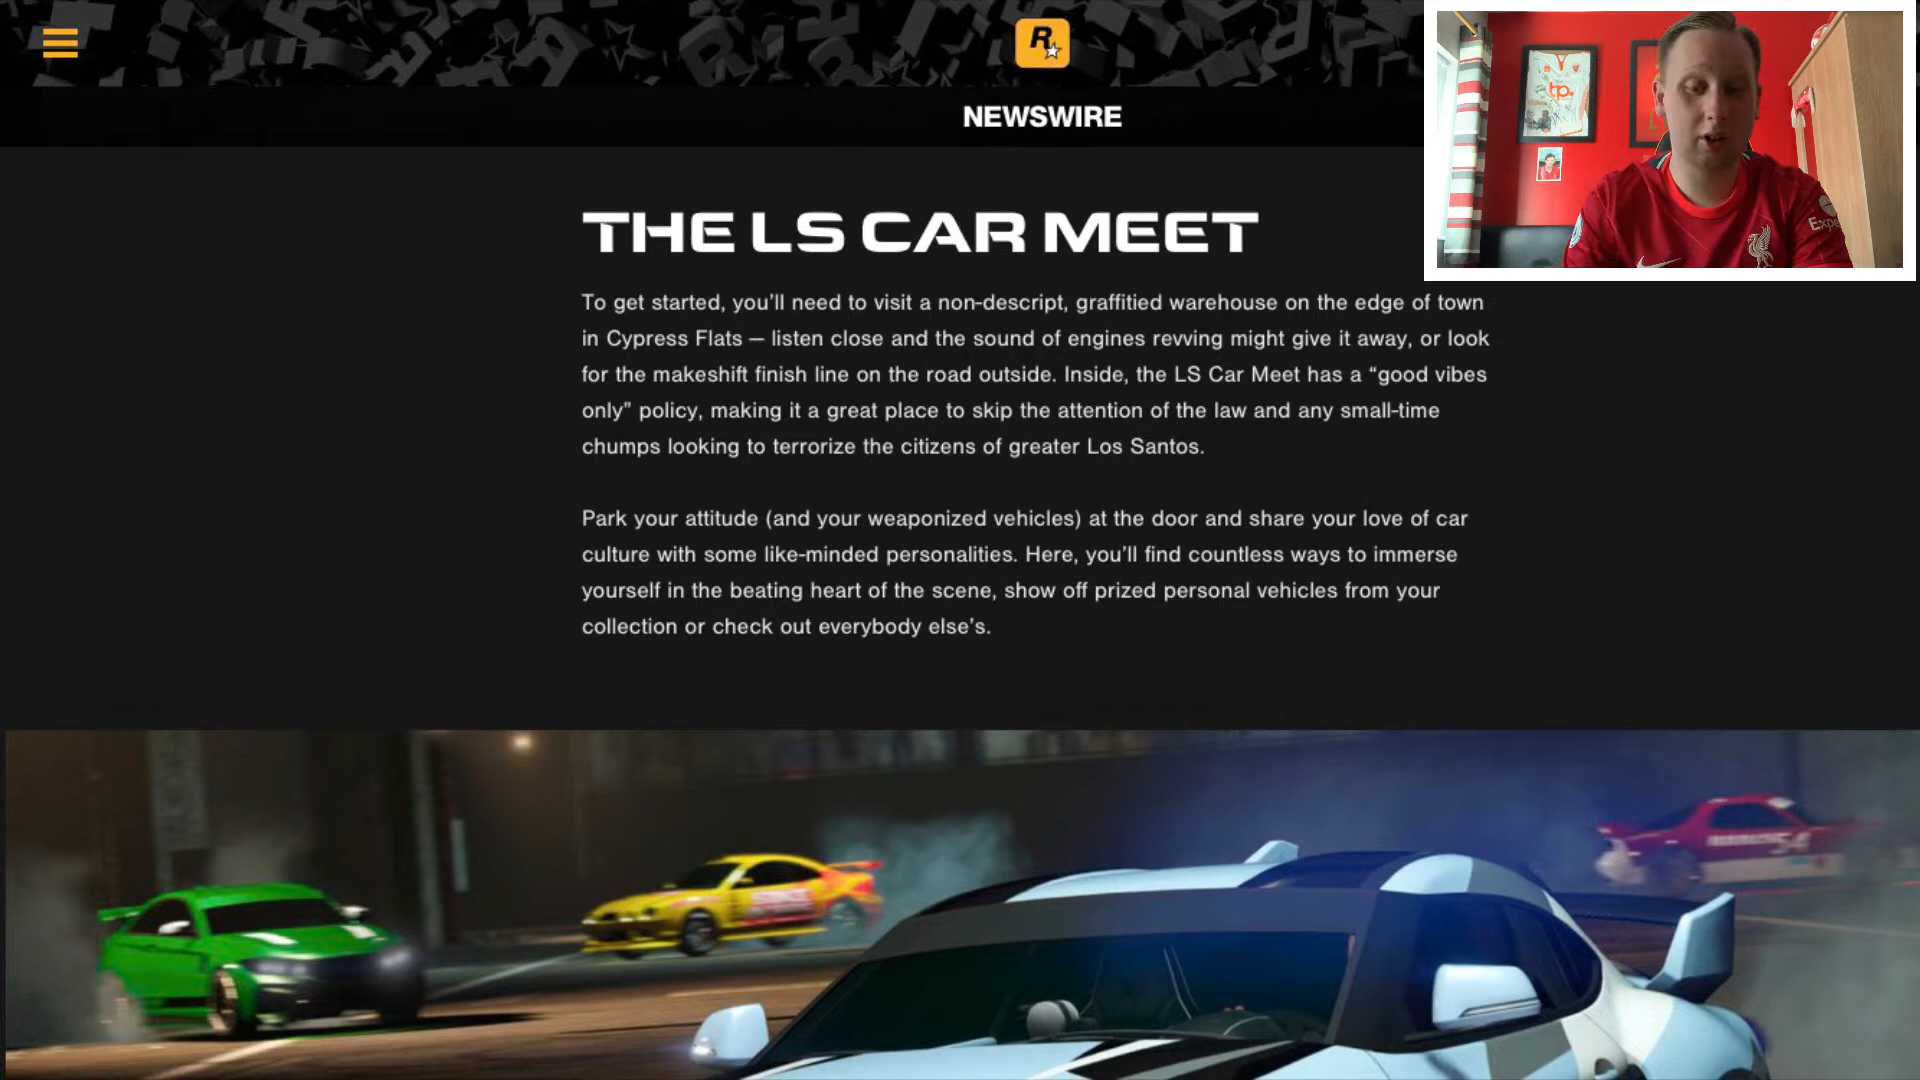 R
NEWSWIRE
tp.
Expe
THE LS CAR MEET
To get started, you’ll need to visit a non-descript, graffitied warehouse on the edge of town
in Cypress Flats — listen close and the sound of engines revving might give it away, or look
for the makeshift finish line on the road outside. Inside, the LS Car Meet has a “good vibes
only” policy, making it a great place to skip the attention of the law and any small-time
chumps looking to terrorize the citizens of greater Los Santos.
Park your attitude (and your weaponized vehicles) at the door and share your love of car
culture with some like-minded personalities. Here, you’ll find countless ways to immerse
yourself in the beating heart of the scene, show off prized personal vehicles from your
collection or check out everybody else’s.
54